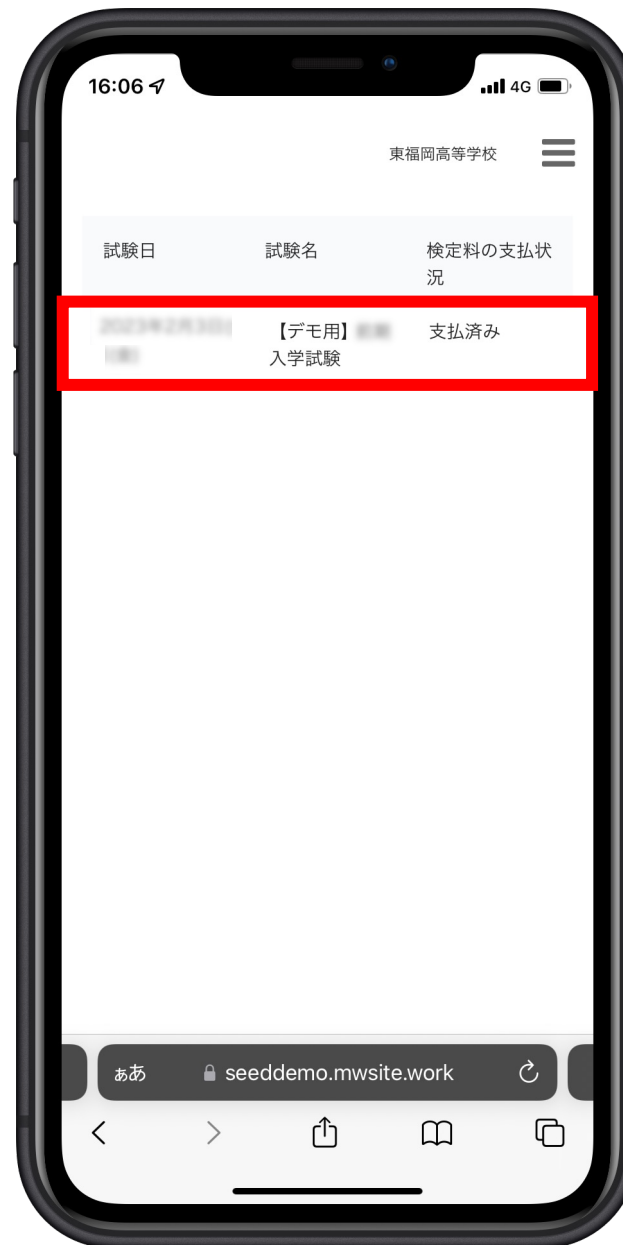 16:06
4G
東福岡高等学校
試験日 試験名 検定料の支払状
況
【デモ用】 支払済み
入学試験
ぁあ seeddemo.mwsite.work